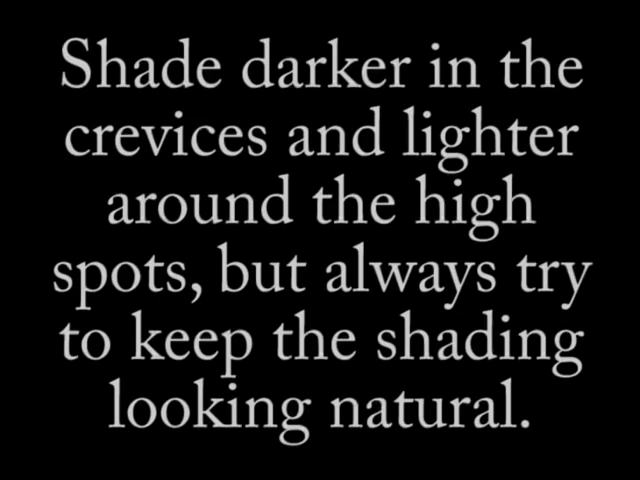 Shade darker in the
crevices and lighter
around the high
spots, but always try
to keep the shading
looking natural.